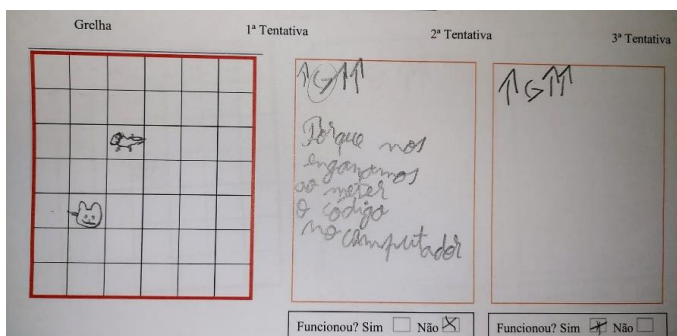 Grelha
1ª Tentativa
2ª Tentativa
3ª Tentativa
↑G↑↑
Porque nos
enganamos
ao meter
o código
no computador
Funcionou? Sim Não X
↑G↑↑
Funcionou? Sim X Não